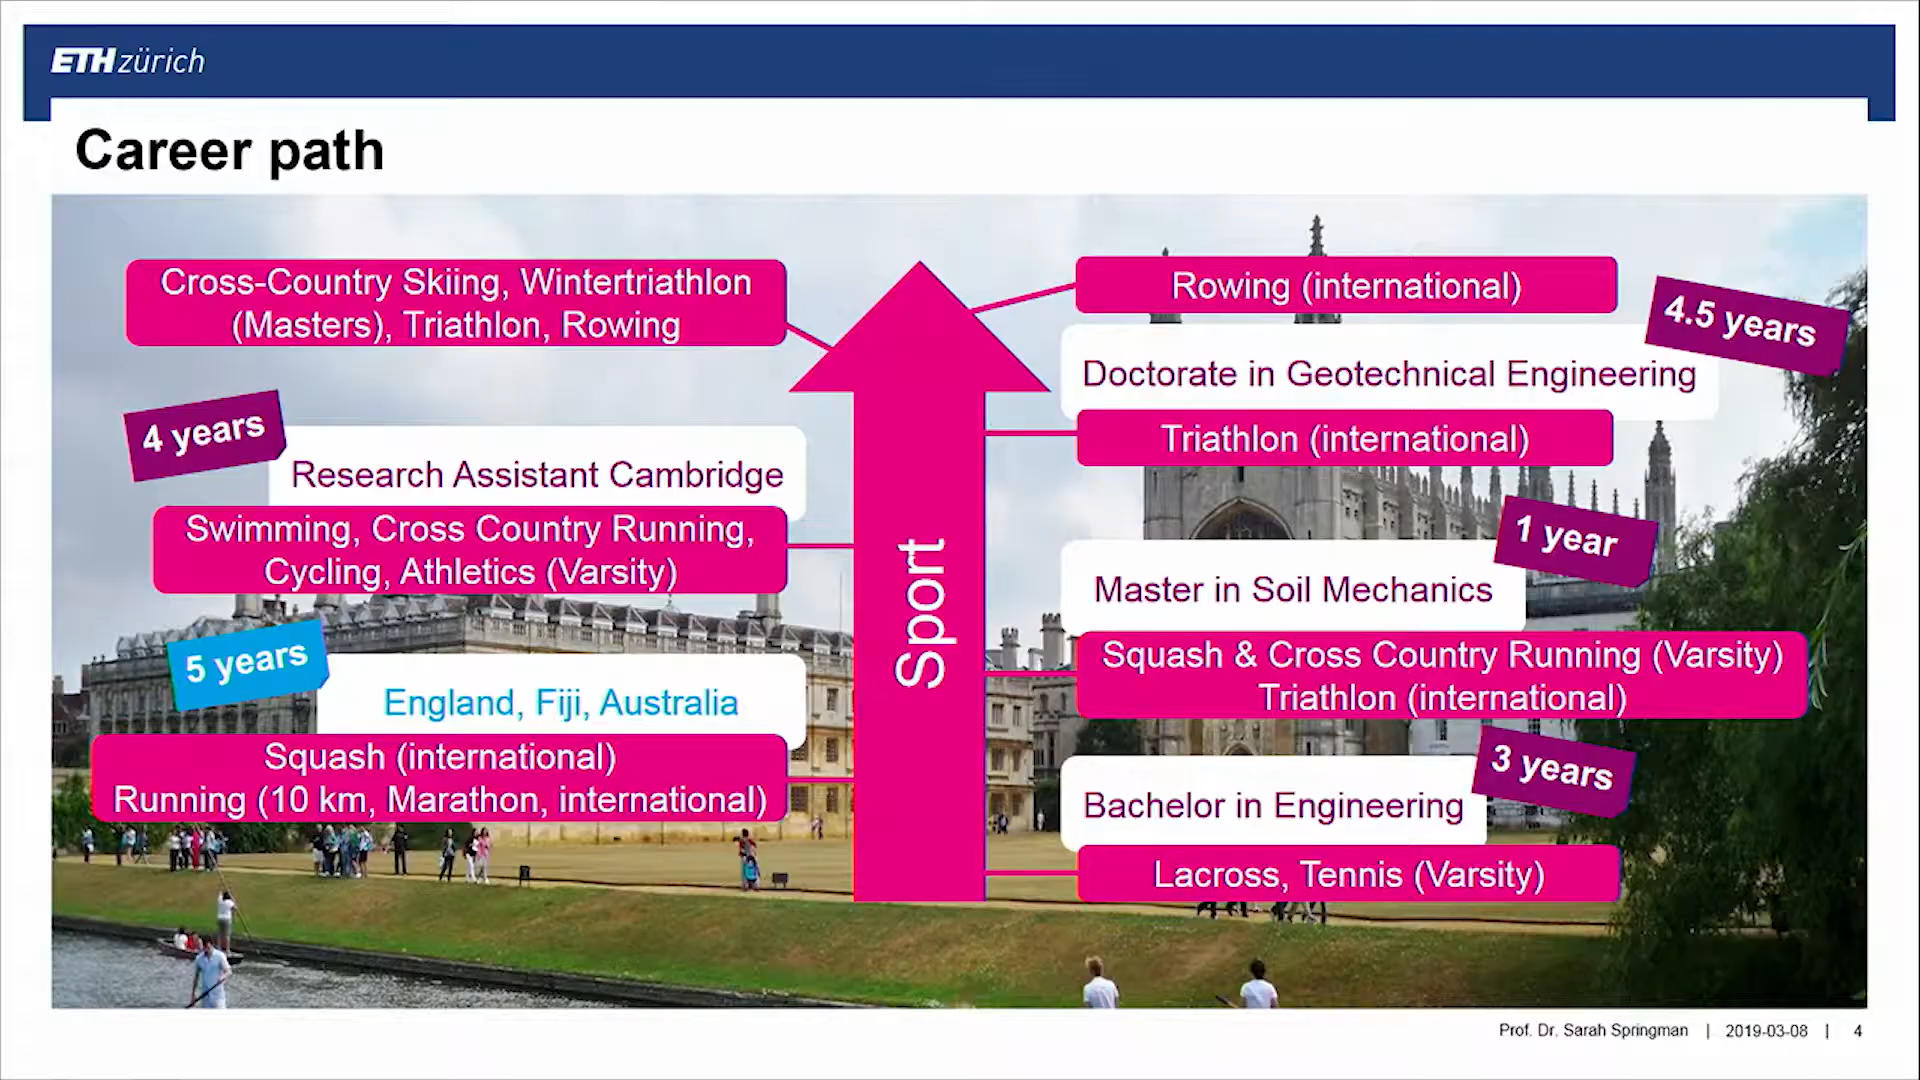 ETH zürich
Career path
Cross-Country Skiing, Wintertriathlon
(Masters), Triathlon, Rowing
4 years
Research Assistant Cambridge
Swimming, Cross Country Running,
Cycling, Athletics (Varsity)
5 years
England, Fiji, Australia
Squash (international)
Running (10 km, Marathon, international)
Sport
Rowing (international)
4.5 years
Doctorate in Geotechnical Engineering
Triathlon (international)
1 year
Master in Soil Mechanics
Squash & Cross Country Running (Varsity)
Triathlon (international)
3 years
Bachelor in Engineering
Lacross, Tennis (Varsity)
Prof. Dr. Sarah Springman | 2019-03-08 | 4